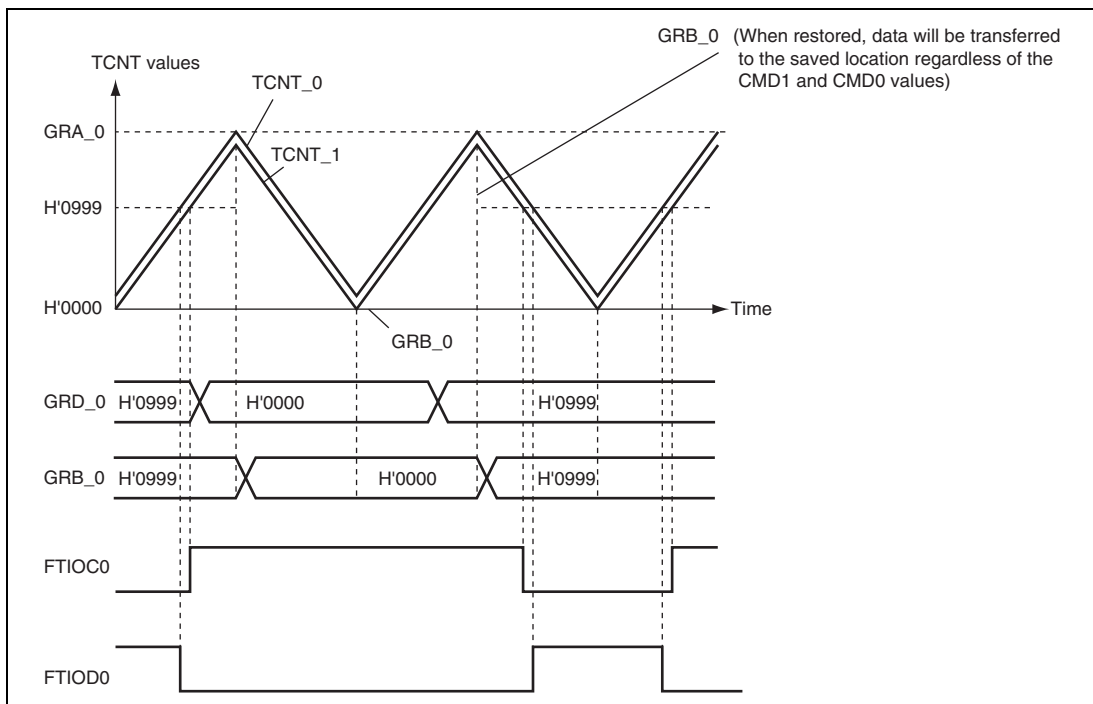 GRB_0 (When restored, data will be transferred
to the saved location regardless of the
CMD1 and CMD0 values)
TCNT values
TCNT_0
GRA_0
TCNT_1
H'0999
H'0000
Time
GRB_0
GRD_0 H'0999 H'0000 H'0999
GRB_0 H'0999 H'0000 H'0999
FTIOC0
FTIOD0